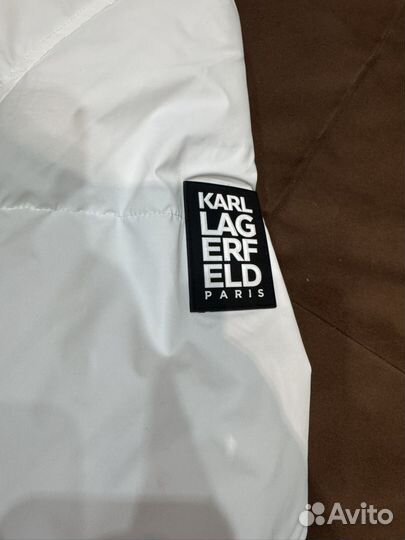 KARL
LAG
ERF
ELD
PARIS
Avito